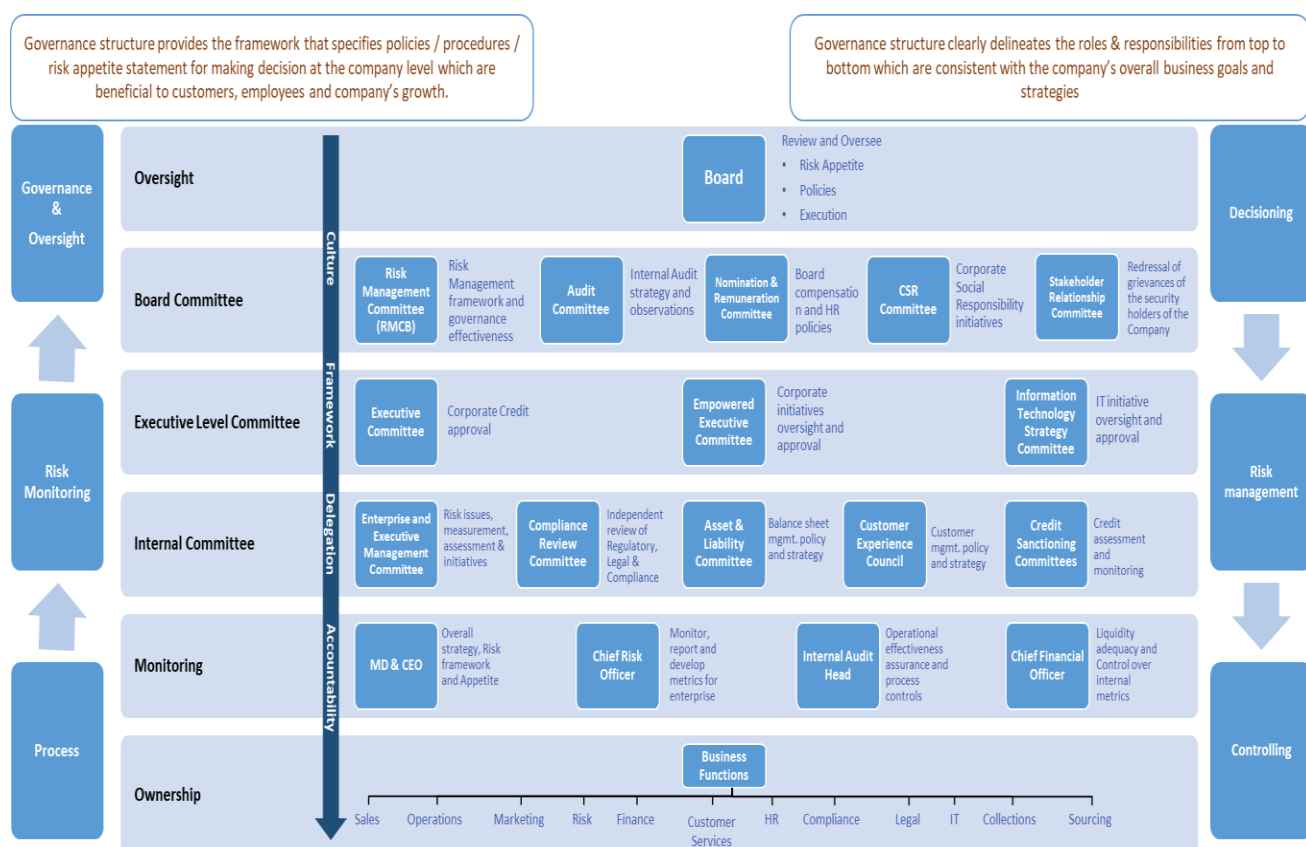 Governance structure provides the framework that specifies policies / procedures /
risk appetite statement for making decision at the company level which are
beneficial to customers, employees and company's growth.
Governance structure clearly delineates the roles & responsibilities from top to
bottom which are consistent with the company's overall business goals and
strategies
Governance
&
Oversight
Risk
Monitoring
Process
Culture
Framework
Delegation
Accountability
Oversight
Board
Review and Oversee
• Risk Appetite
• Policies
• Execution
Board Committee
Risk
Management
Committee
(RMCB)
Risk
Management
framework and
governance
effectiveness
Audit
Committee
Internal Audit
strategy and
observations
Nomination &
Remuneration
Committee
Board
compensatio
n and HR
policies
CSR
Committee
Corporate
Social
Responsibility
initiatives
Stakeholder
Relationship
Committee
Redressal of
grievances of
the security
holders of the
Company
Executive Level Committee
Executive
Committee
Corporate Credit
approval
Empowered
Executive
Committee
Corporate
initiatives
oversight and
approval
Information
Technology
Strategy
Committee
IT initiative
oversight and
approval
Internal Committee
Enterprise and
Executive
Management
Committee
Risk issues,
measurement,
assessment &
initiatives
Compliance
Review
Committee
Independent
review of
Regulatory,
Legal &
Compliance
Asset &
Liability
Committee
Balance sheet
mgmt. policy
and strategy
Customer
Experience
Council
Customer
mgmt. policy
and strategy
Credit
Sanctioning
Committees
Credit
assessment
and
monitoring
Monitoring
MD & CEO
Overall
strategy, Risk
framework
and Appetite
Chief Risk
Officer
Monitor,
report and
develop
metrics for
enterprise
Internal Audit
Head
Operational
effectiveness
assurance and
process
controls
Chief Financial
Officer
Liquidity
adequacy and
Control over
internal
metrics
Ownership
Business
Functions
Sales
Operations
Marketing
Risk
Finance
Customer
Services
HR
Compliance
Legal
IT
Collections
Sourcing
Decisioning
Risk
management
Controlling